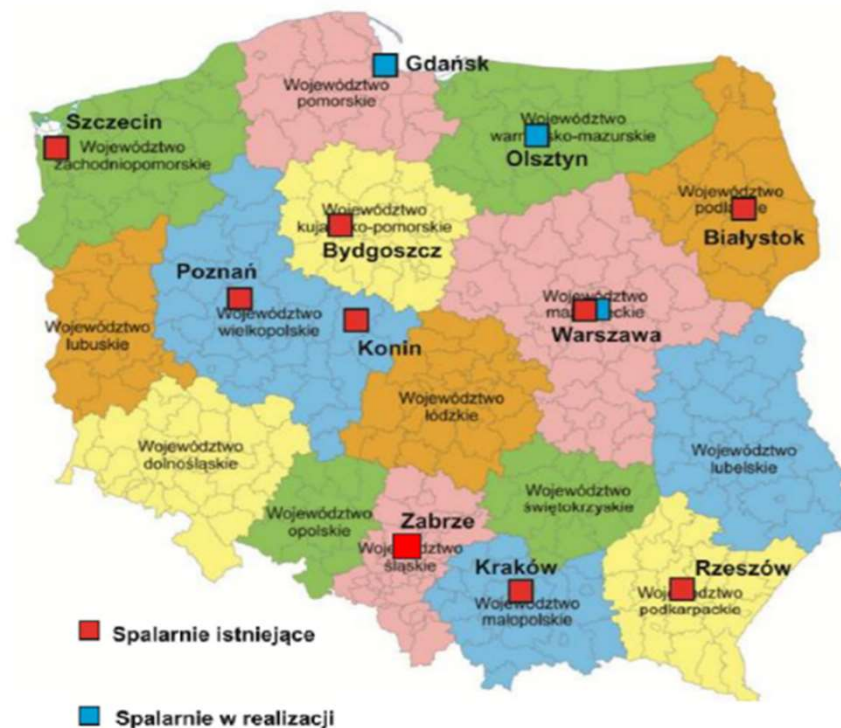 Gdańsk
Województwo
pomorskie
Szczecin
Województwo
zachodniopomorskie
Województwo
Olsztyn
Województwo
Białystok
Województwo
Bydgoszcz
Poznań
Województwo
wielkopolskie
Konin
Województwo
Warszawa
Województwo
lubuskie
Województwo
łódzkie
Województwo
dolnośląskie
Województwo
lubelskie
Województwo
opolskie
Województwo
świętokrzyskie
Zabrze
śląskie
Kraków
Województwo
małopolskie
Rzeszów
podkarpackie
Spalarnie istniejące
Spalarnie w realizacji